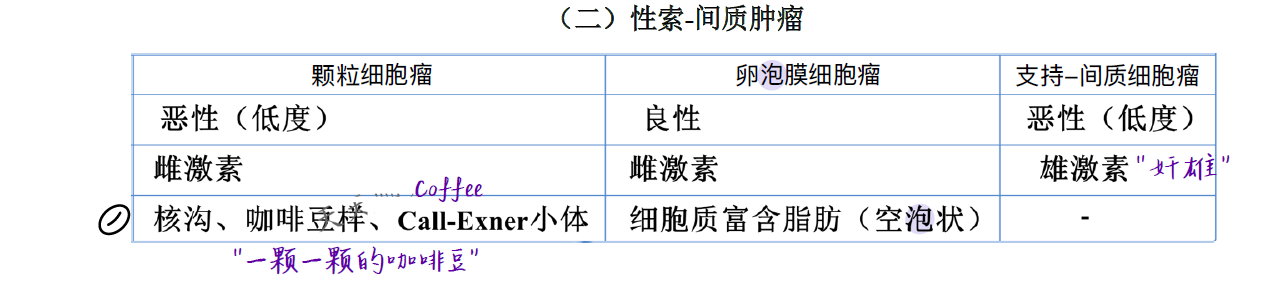 （二）性索-间质肿瘤
颗粒细胞瘤 卵泡膜细胞瘤 支持–间质细胞瘤
恶性（低度） 良性 恶性（低度）
雌激素 雌激素 雄激素 "奸雄"
coffee
① 核沟、咖啡豆样、Call-Exner小体 细胞质富含脂肪（空泡状） -
"一颗一颗的咖啡豆"